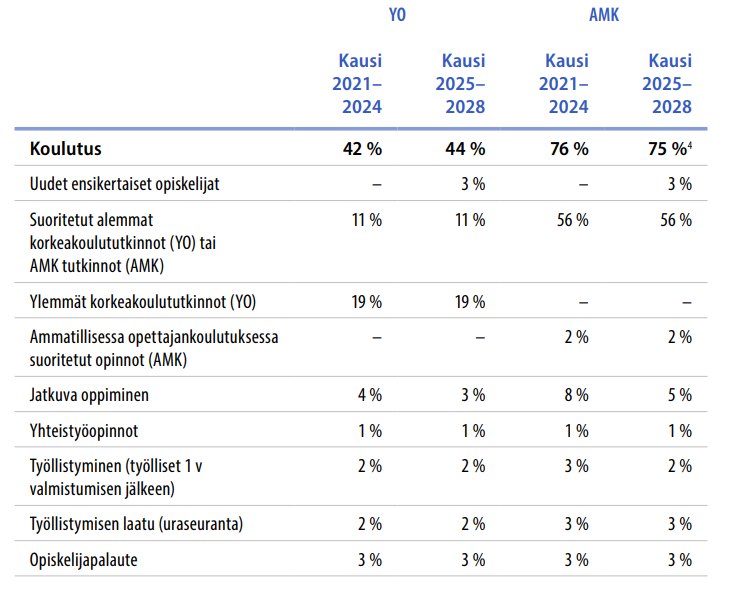 YO AMK
Kausi 2021–2024 Kausi 2025–2028 Kausi 2021–2024 Kausi 2025–2028
Koulutus 42 % 44 % 76 % 75 %⁴
Uudet ensikertaiset opiskelijat – 3 % – 3 %
Suoritetut alemmat 11 % 11 % 56 % 56 %
korkeakoulututkinnot (YO) tai
AMK tutkinnot (AMK)
Ylemmät korkeakoulututkinnot (YO) 19 % 19 % – –
Ammatillisessa opettajankoulutuksessa – – 2 % 2 %
suoritetut opinnot (AMK)
Jatkuva oppiminen 4 % 3 % 8 % 5 %
Yhteistyöopinnot 1 % 1 % 1 % 1 %
Työllistyminen (työlliset 1 v 2 % 2 % 3 % 2 %
valmistumisen jälkeen)
Työllistymisen laatu (uraseuranta) 2 % 2 % 3 % 3 %
Opiskelijapalaute 3 % 3 % 3 % 3 %